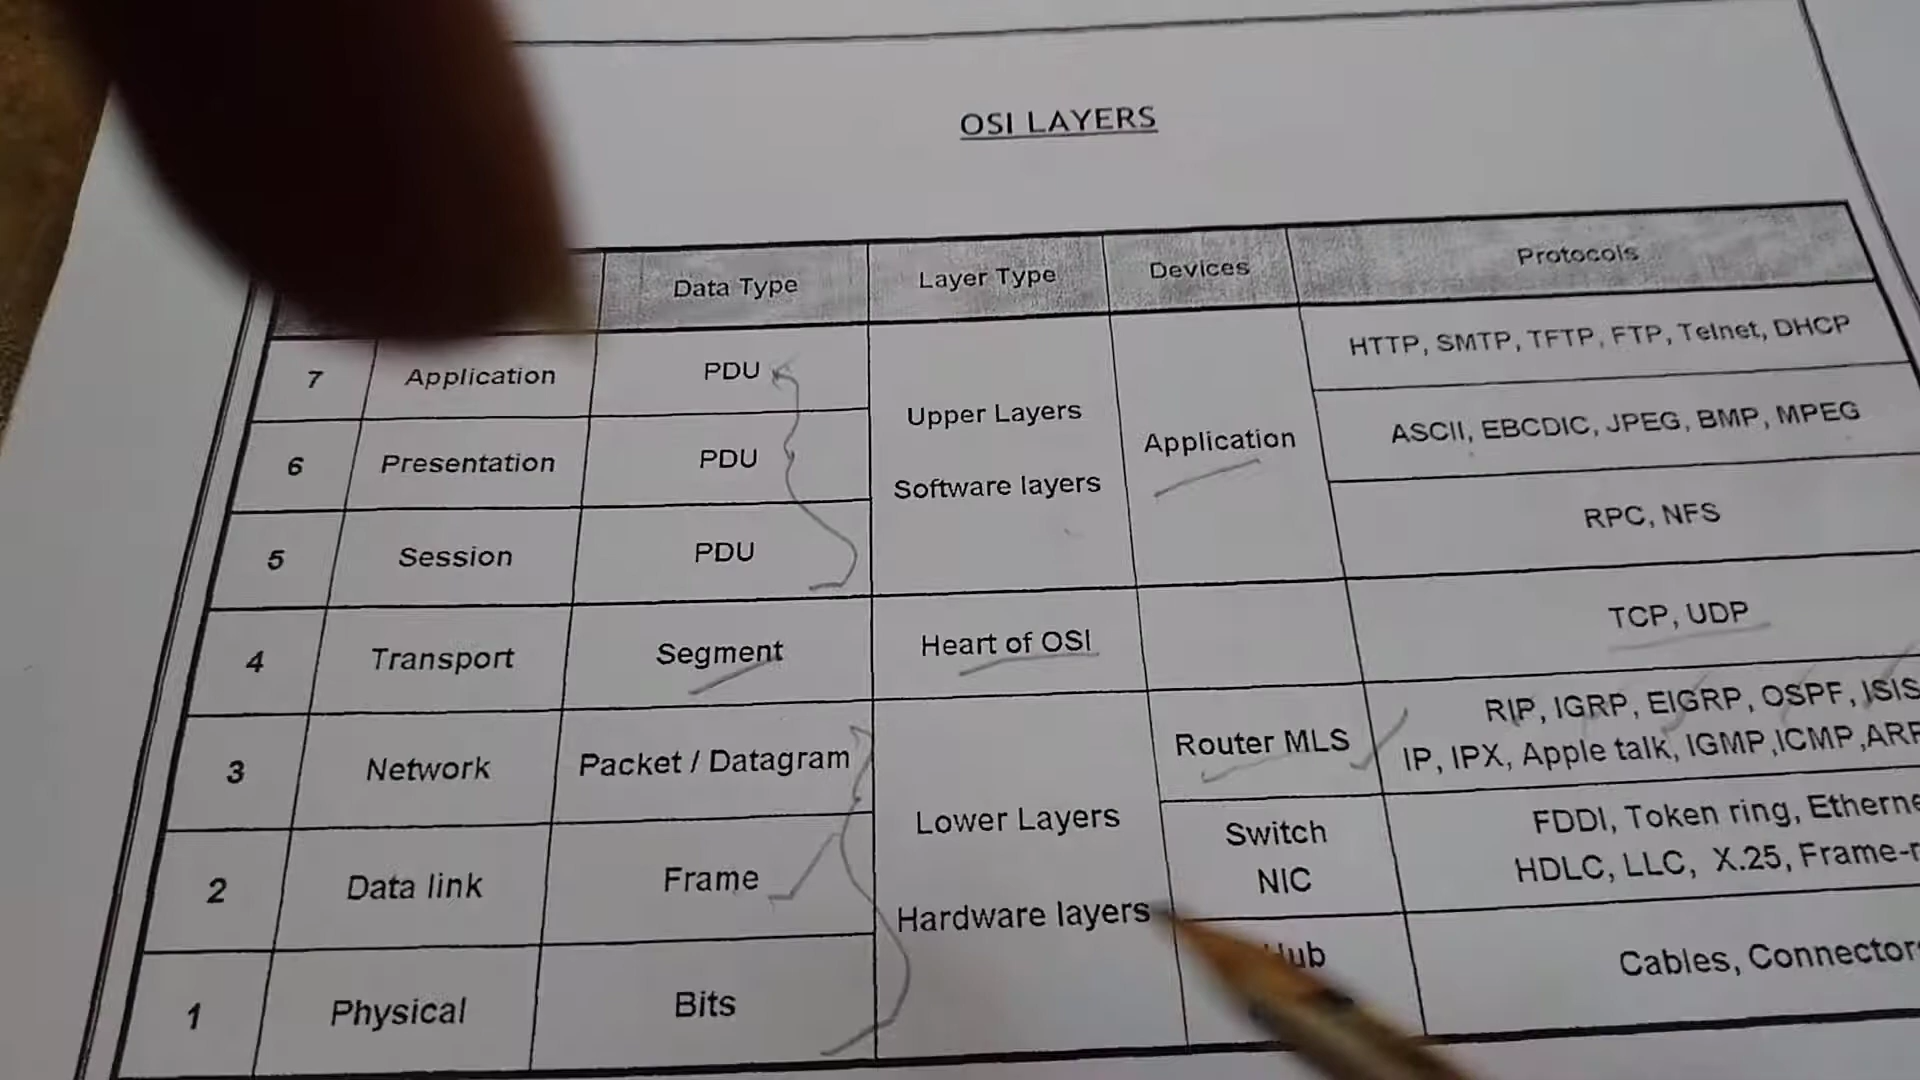 OSI LAYERS
Data Type Layer Type Devices Protocols
7 Application PDU HTTP, SMTP, TFTP, FTP, Telnet, DHCP
6 Presentation PDU ASCII, EBCDIC, JPEG, BMP, MPEG
Upper Layers
Software layers
Application
5 Session PDU RPC, NFS
4 Transport Segment Heart of OSI TCP, UDP
3 Network Packet / Datagram Router MLS RIP, IGRP, EIGRP, OSPF, ISIS
IP, IPX, Apple talk, IGMP,ICMP,
2 Data link Frame Switch
NIC
FDDI, Token ring,
HDLC, LLC, X.25,
Lower Layers
Hardware layers
1 Physical Bits Cables,